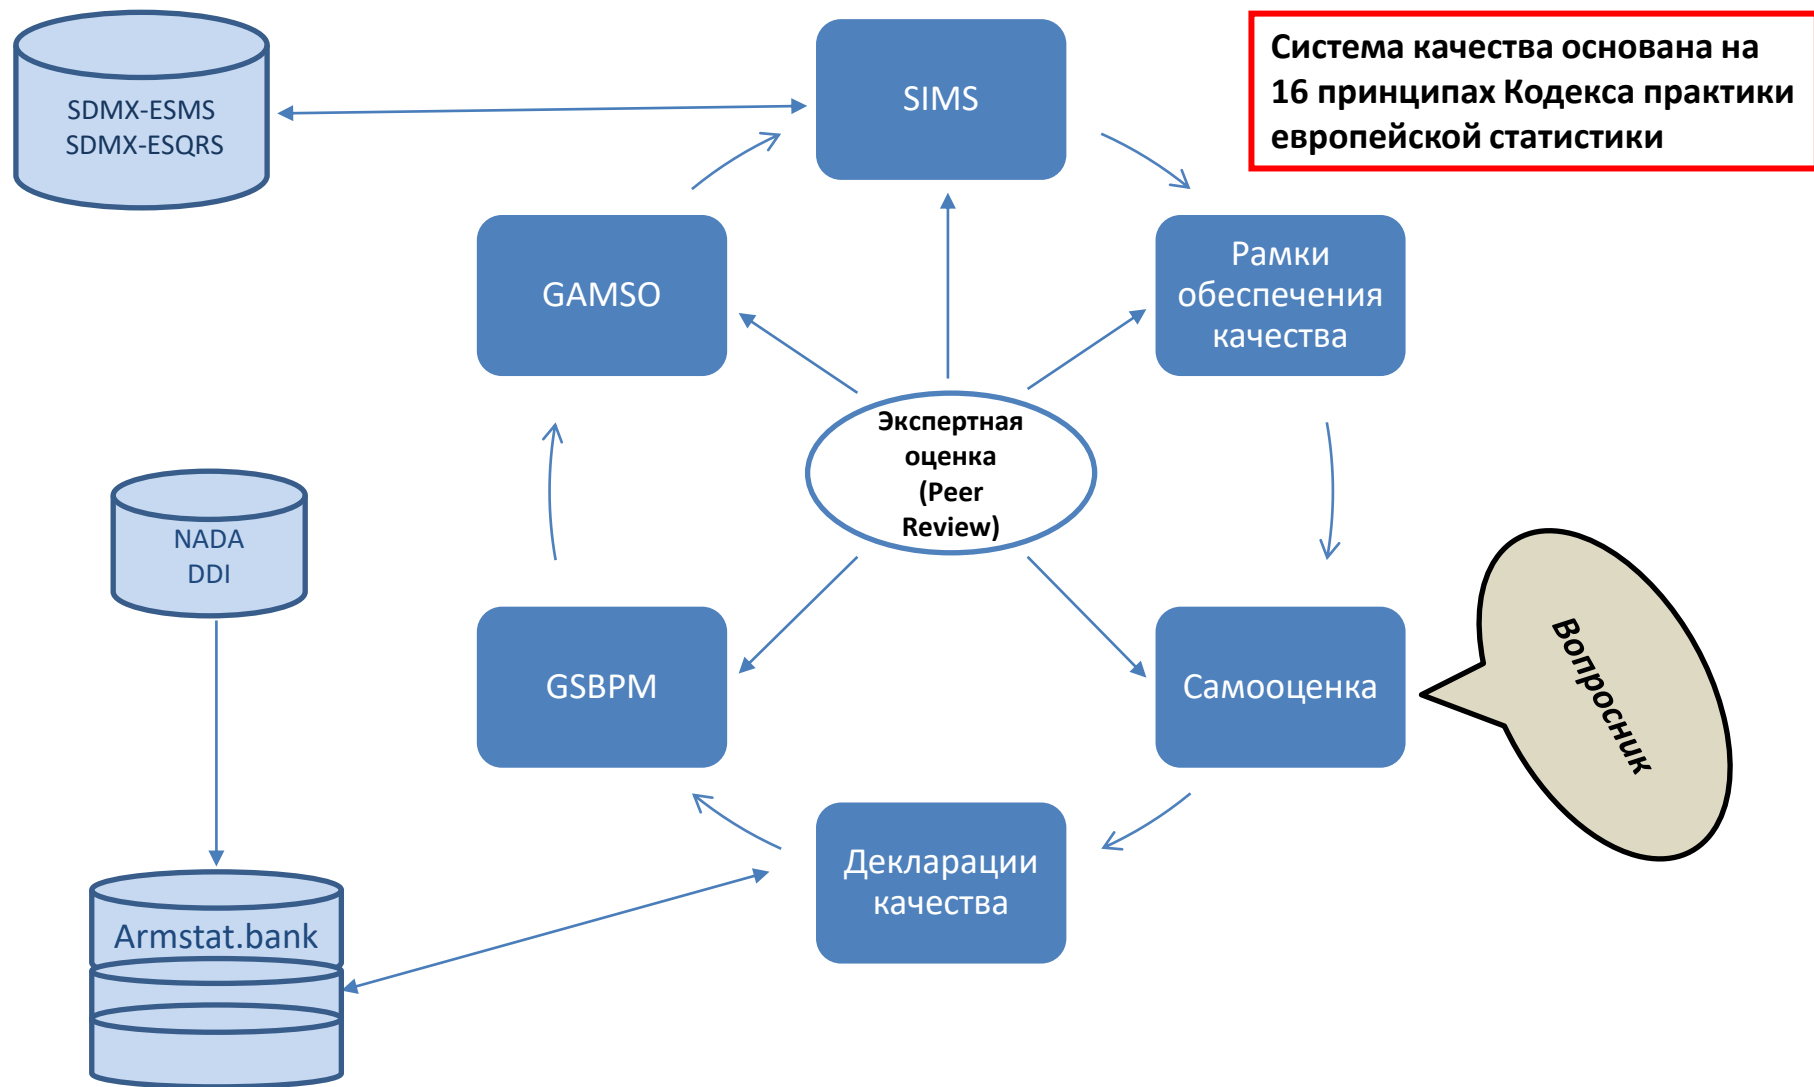 SDMX-ESMS
SDMX-ESQRS
SIMS
Система качества основана на
16 принципах Кодекса практики
европейской статистики
GAMSO
Рамки
обеспечения
качества
Экспертная
оценка
(Peer
Review)
NADA
DDI
GSBPM
Самооценка
Вопросник
Декларации
качества
Armstat.bank